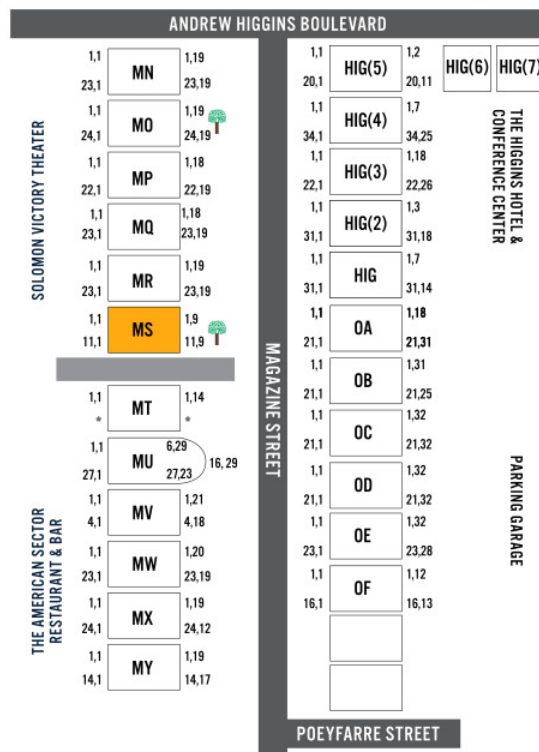 ANDREW HIGGINS BOULEVARD
SOLOMON VICTORY THEATER
1,1 MN 1,19
23,1 23,19
1,1 MO 1,19
24,1 24,19
1,1 MP 1,18
22,1 22,19
1,1 MQ 1,18
23,1 23,19
1,1 MR 1,19
23,1 23,19
1,1 MS 1,9
11,1 11,9
THE AMERICAN SECTOR
RESTAURANT & BAR
1,1 MT 1,14
* *
1,1 MU 6,29
16,29
27,1 27,23
1,1 MV 1,21
4,1 4,18
1,1 MW 1,20
23,1 23,19
1,1 MX 1,19
24,1 24,12
1,1 MY 1,19
14,1 14,17
MAGAZINE STREET
1,1 HIG(5) 1,2
20,1 20,11
HIG(6) HIG(7)
1,1 HIG(4) 1,7
34,1 34,25
1,1 HIG(3) 1,18
22,1 22,26
1,1 HIG(2) 1,3
31,1 31,18
1,1 HIG 1,7
31,1 31,14
1,1 OA 1,18
21,1 21,31
1,1 OB 1,31
21,1 21,25
1,1 OC 1,32
21,1 21,32
1,1 OD 1,32
21,1 21,32
1,1 OE 1,32
23,1 23,28
1,1 OF 1,12
16,1 16,13
THE HIGGINS HOTEL &
CONFERENCE CENTER
PARKING GARAGE
POEYFARRE STREET